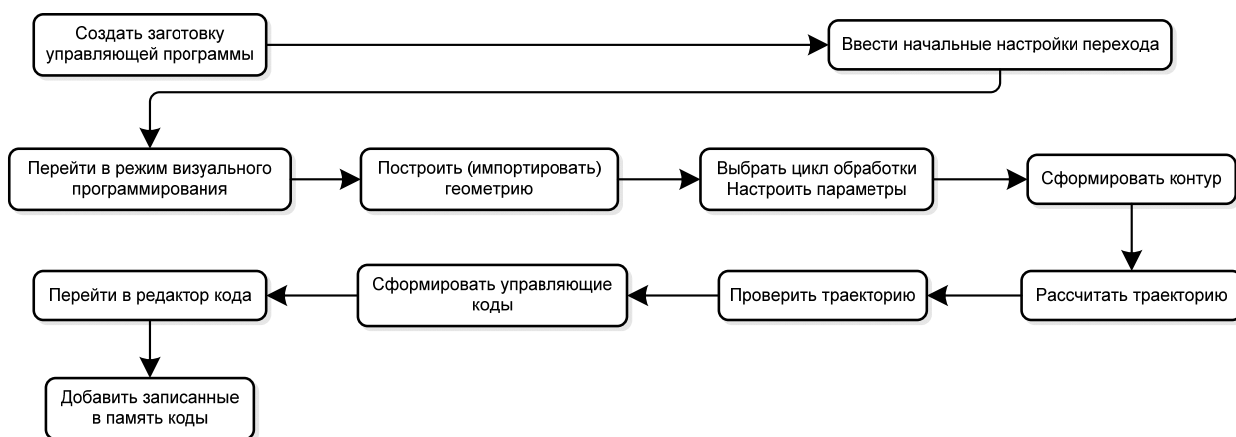 Создать заготовку
управляющей программы
Ввести начальные настройки перехода
Перейти в режим визуального
программирования
Построить (импортировать)
геометрию
Выбрать цикл обработки
Настроить параметры
Сформировать контур
Рассчитать траекторию
Проверить траекторию
Сформировать управляющие
коды
Перейти в редактор кода
Добавить записанные
в память коды